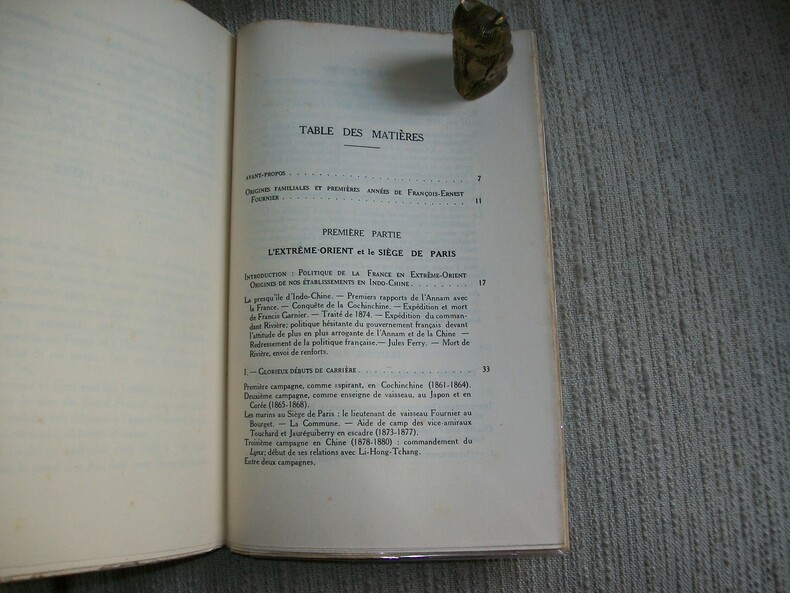 TABLE DES MATIÈRES
AVANT-PROPOS . . . . . . . . . . . . . . . . . . . . . . 7
ORIGINES FAMILIALES ET PREMIÈRES ANNÉES DE FRANÇOIS-ERNEST
FOURNIER . . . . . . . . . . . . . . . . . . . . . . 11
PREMIÈRE PARTIE
L'EXTRÊME-ORIENT et le SIÈGE DE PARIS
INTRODUCTION : POLITIQUE DE LA FRANCE EN EXTRÊME-ORIENT
ORIGINES DE NOS ÉTABLISSEMENTS EN INDO-CHINE . . . . . . . 17
La presqu'île d'Indo-Chine. — Premiers rapports de l'Annam avec
la France. — Conquête de la Cochinchine. — Expédition et mort
de Francis Garnier. — Traité de 1874. — Expédition du comman-
dant Rivière; politique hésitante du gouvernement français devant
l'attitude de plus en plus arrogante de l'Annam et de la Chine —
Redressement de la politique française. — Jules Ferry. — Mort de
Rivière, envoi de renforts.
I. — GLORIEUX DÉBUTS DE CARRIÈRE . . . . . . . . . . . . . . 33
Première campagne, comme aspirant, en Cochinchine (1861-1864).
Deuxième campagne, comme enseigne de vaisseau, au Japon et en
Corée (1865-1868).
Les marins au Siège de Paris ; le lieutenant de vaisseau Fournier au
Bourget. — La Commune. — Aide de camp des vice-amiraux
Touchard et Jauréguiberry en escadre (1873-1877).
Troisième campagne en Chine (1878-1880) : commandement du
Lynx; début de ses relations avec Li-Hong-Tchang.
Entre deux campagnes.